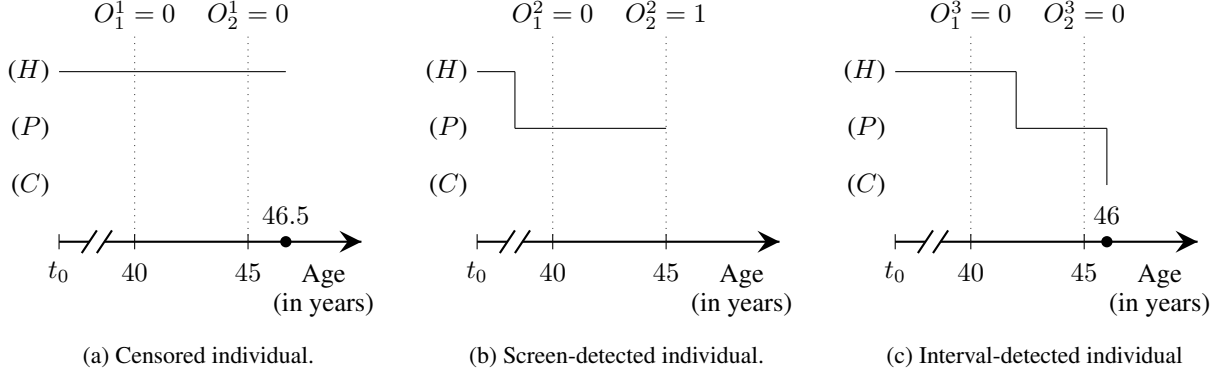 $O_1^1 = 0$ $O_2^1 = 0$
(H)
(P)
(C)
46.5
$t_0$ 40 45 Age
(in years)
(a) Censored individual.
$O_1^2 = 0$ $O_2^2 = 1$
(H)
(P)
(C)
$t_0$ 40 45 Age
(in years)
(b) Screen-detected individual.
$O_1^3 = 0$ $O_2^3 = 0$
(H)
(P)
(C)
46
$t_0$ 40 45 Age
(in years)
(c) Interval-detected individual